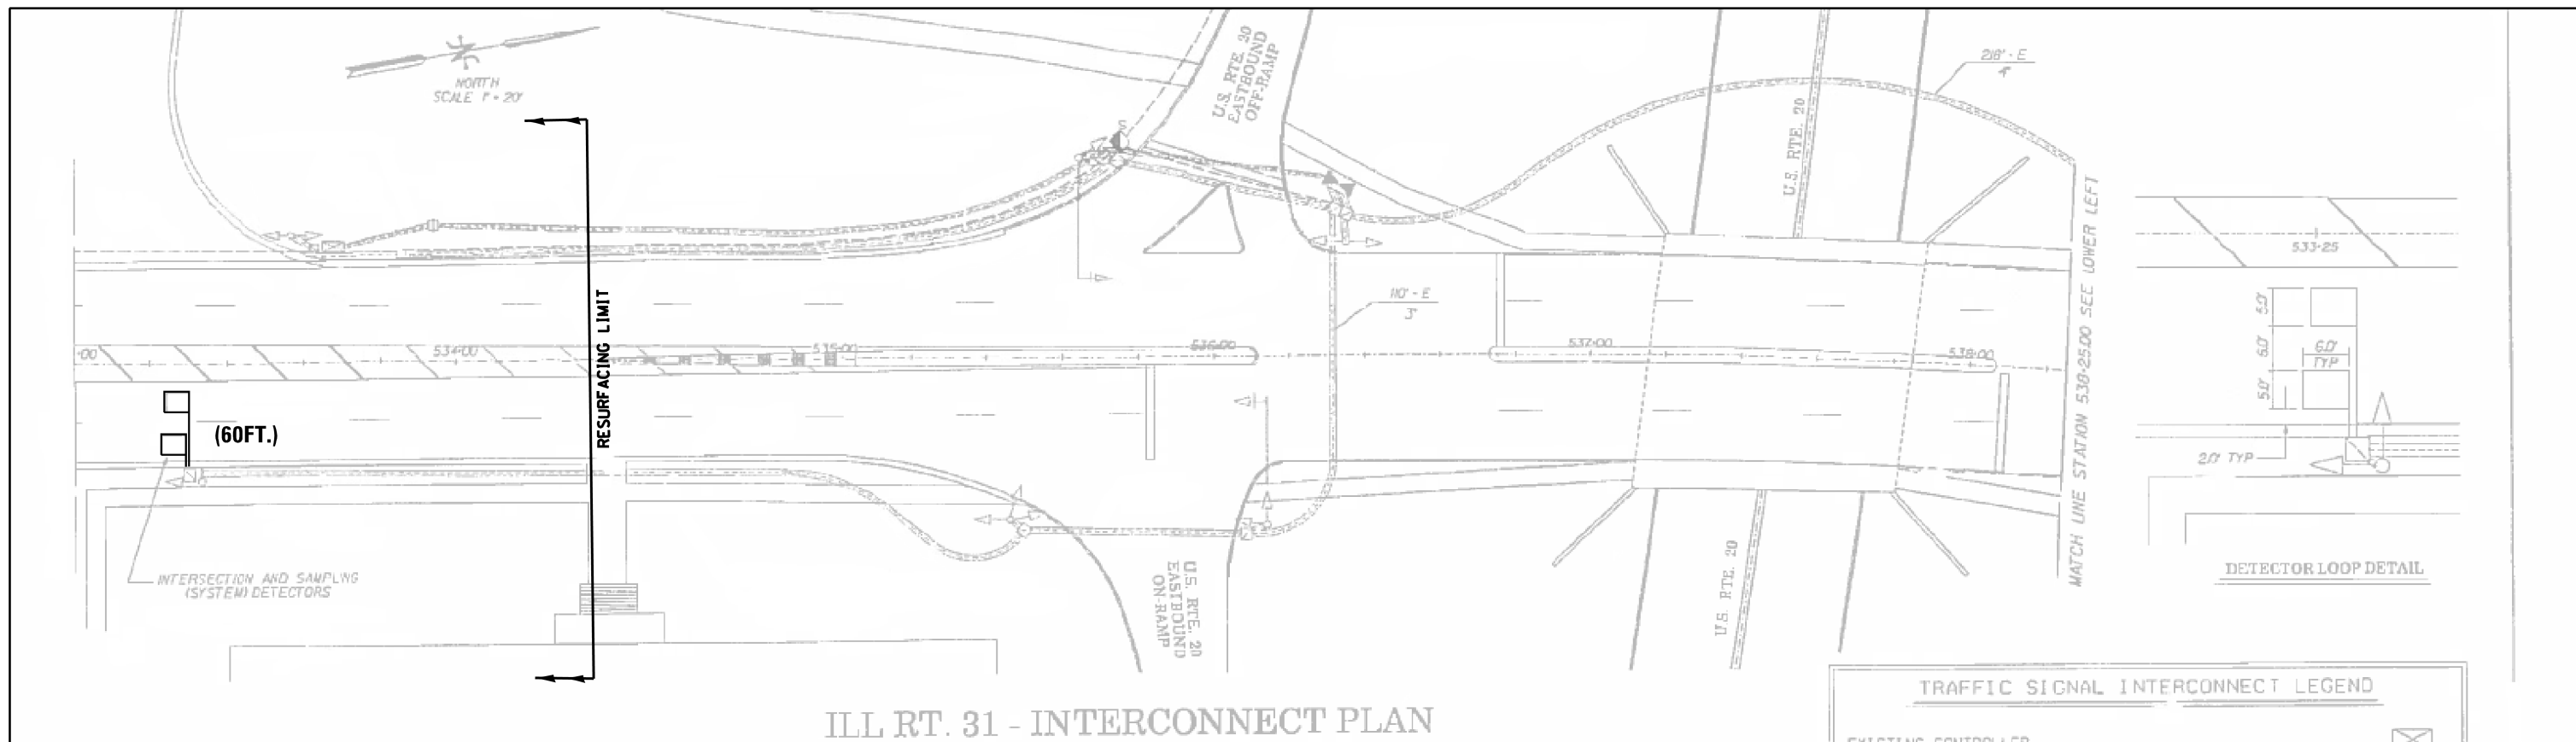 NORTH
SCALE 1" = 20'
U.S. RTE. 20
EASTBOUND
OFF-RAMP
U.S. RTE. 20
218' - E
4"
MATCH LINE STATION 538+25.00 SEE LOWER LEFT
533+25
5.0'
6.0'
5.0'
6.0'
TYP
2.0' TYP
DETECTOR LOOP DETAIL
RESURFACING LIMIT
110' - E
3"
+00
534+00
535+00
536+00
537+00
538+00
(60FT.)
INTERSECTION AND SAMPLING
(SYSTEM) DETECTORS
U.S. RTE. 20
EASTBOUND
ON-RAMP
U.S. RTE. 20
ILL RT. 31 - INTERCONNECT PLAN
TRAFFIC SIGNAL INTERCONNECT LEGEND
EXISTING CONTROLLER